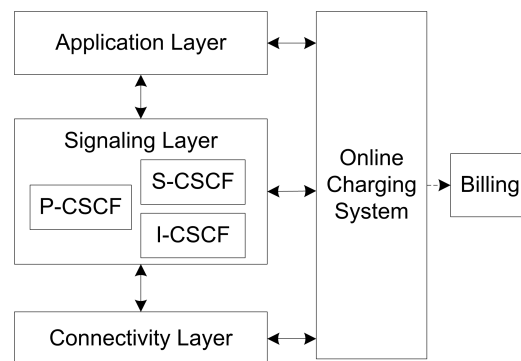 Application Layer
Signaling Layer
S-CSCF
P-CSCF
I-CSCF
Connectivity Layer
Online
Charging
System
Billing